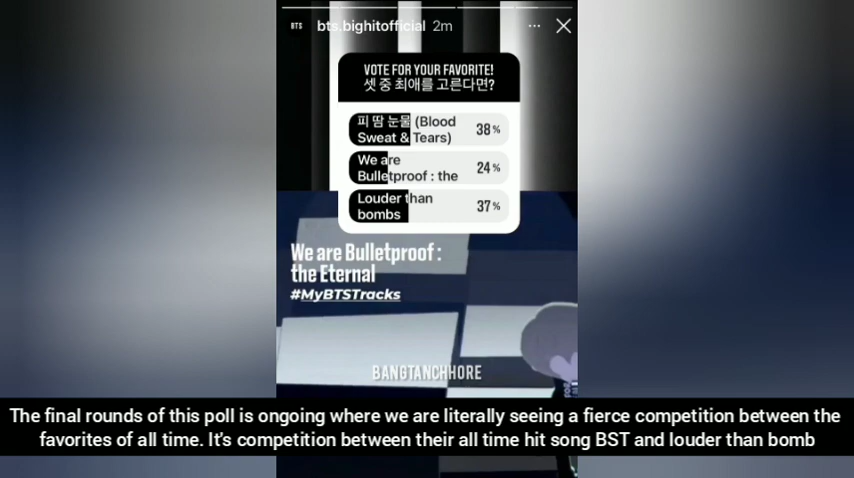 BTS bts.bighitofficial 2m
VOTE FOR YOUR FAVORITE!
셋 중 최애를 고른다면?
피 땀 눈물 (Blood
Sweat & Tears)
38%
We are
Bulletproof : the
24%
Louder than
bombs
37%
We are Bulletproof :
the Eternal
#MyBTSTracks
BANGTANCHHORE
The final rounds of this poll is ongoing where we are literally seeing a fierce competition between the
favorites of all time. It's competition between their all time hit song BST and louder than bomb